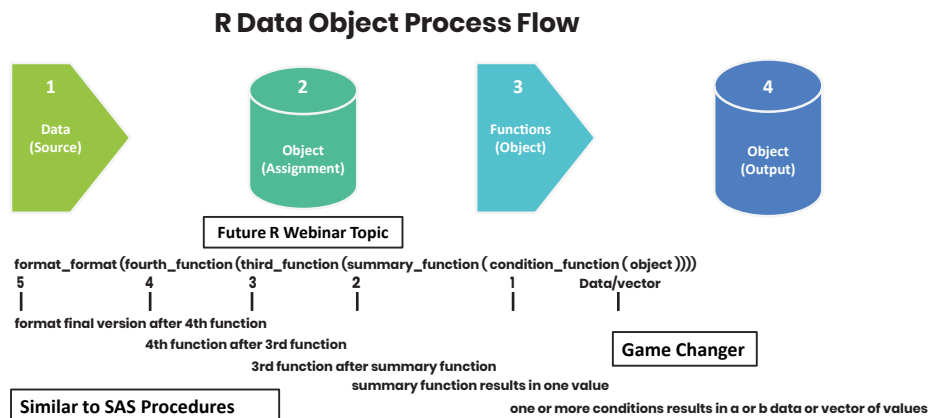 R Data Object Process Flow
1
Data
(Source)
2
Object
(Assignment)
3
Functions
(Object)
4
Object
(Output)
Future R Webinar Topic
format_format (fourth_function (third_function (summary_function ( condition_function ( object ))))
5 4 3 2 1 Data/vector
format final version after 4th function
4th function after 3rd function
3rd function after summary function
Game Changer
summary function results in one value
Similar to SAS Procedures
one or more conditions results in a or b data or vector of values